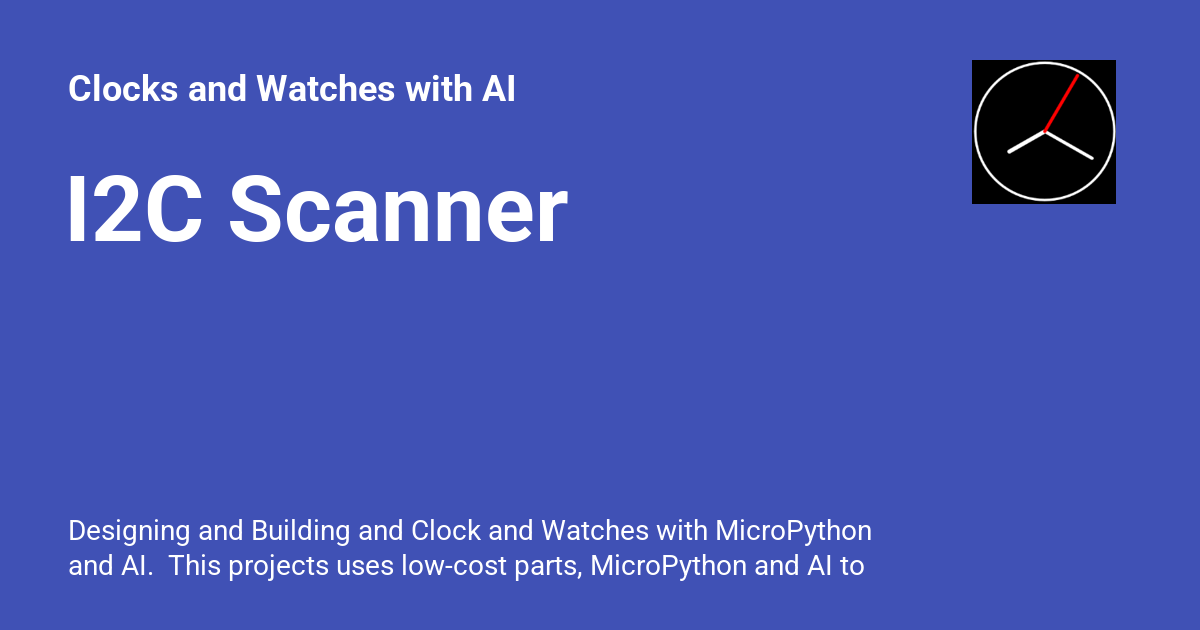 Clocks and Watches with AI
I2C Scanner
Designing and Building and Clock and Watches with MicroPython
and AI.  This projects uses low-cost parts, MicroPython and AI to